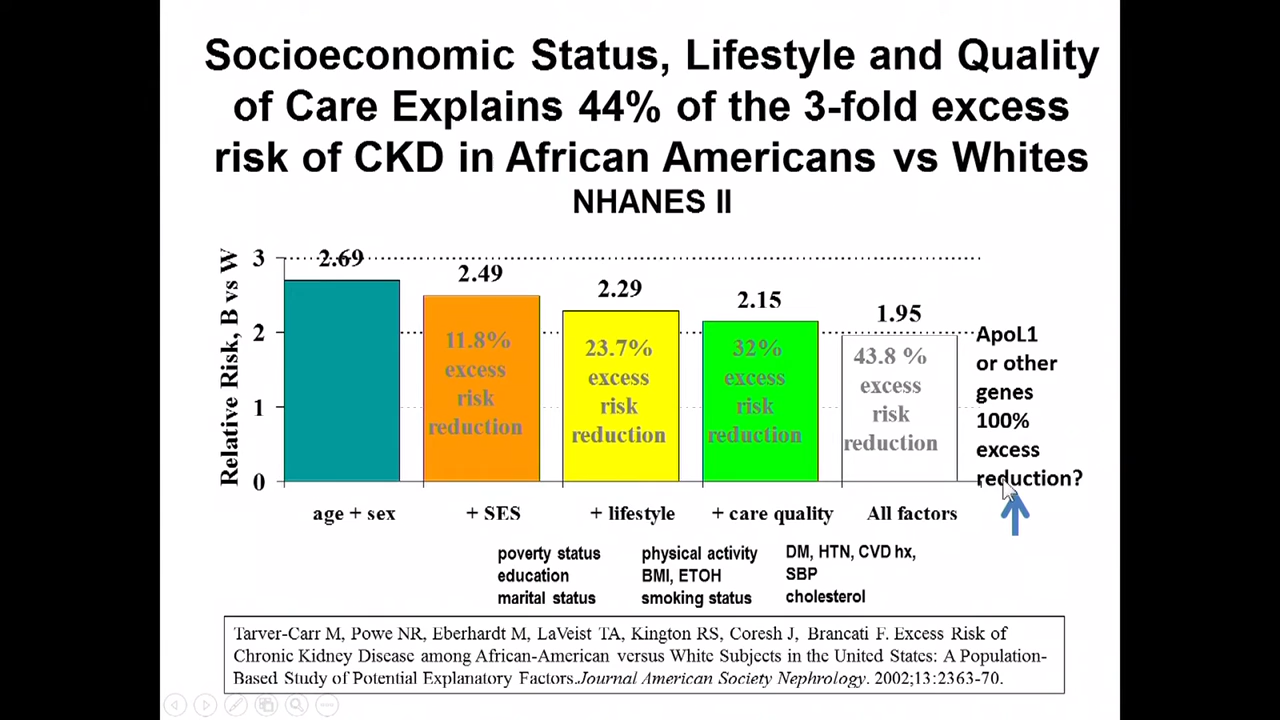 Socioeconomic Status, Lifestyle and Quality
of Care Explains 44% of the 3-fold excess
risk of CKD in African Americans vs Whites
NHANES II
Relative Risk, B vs W
3
2
1
0
2.69
2.49
2.29
2.15
1.95
11.8%
excess
risk
reduction
23.7%
excess
risk
reduction
32%
excess
risk
reduction
43.8 %
excess
risk
reduction
ApoL1
or other
genes
100%
excess
reduction?
age + sex
+ SES
+ lifestyle
+ care quality
All factors
poverty status
education
marital status
physical activity
BMI, ETOH
smoking status
DM, HTN, CVD hx,
SBP
cholesterol
Tarver-Carr M, Powe NR, Eberhardt M, LaVeist TA, Kington RS, Coresh J, Brancati F. Excess Risk of
Chronic Kidney Disease among African-American versus White Subjects in the United States: A Population-
Based Study of Potential Explanatory Factors.Journal American Society Nephrology. 2002;13:2363-70.